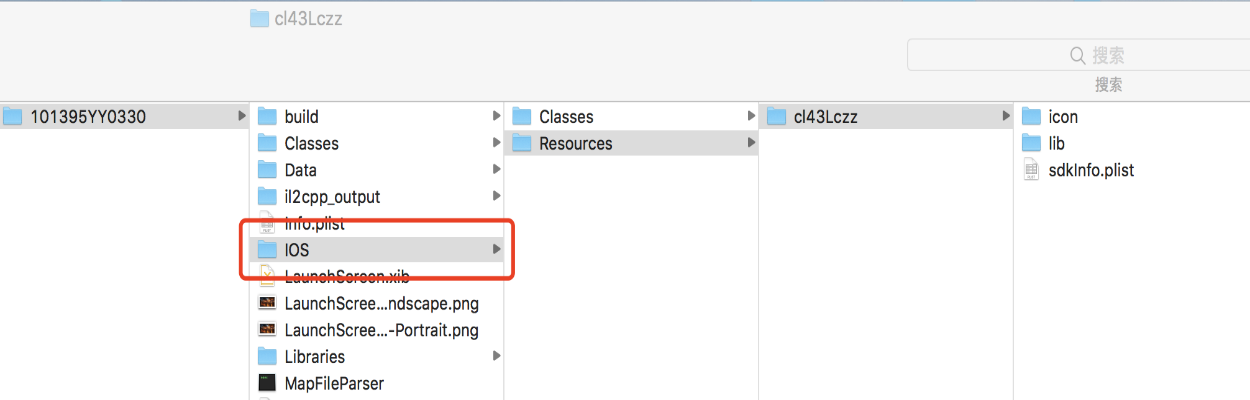 cl43Lczz
搜索
搜索
101395YY0330
build
Classes
Data
il2cpp_output
Info.plist
IOS
LaunchScreen.xib
LaunchScree...ndscape.png
LaunchScree...-Portrait.png
Libraries
MapFileParser
Classes
Resources
cl43Lczz
icon
lib
sdkInfo.plist